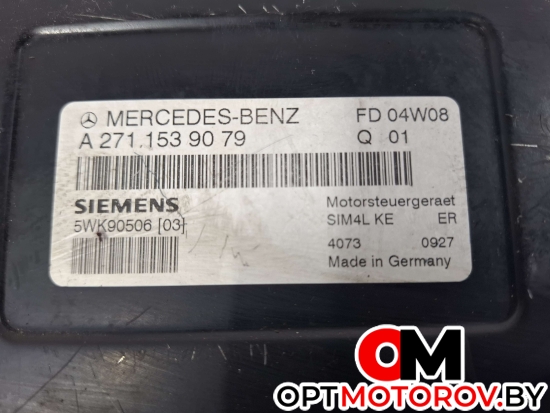 MERCEDES-BENZ FD 04W08
A 271 153 90 79 Q 01
SIEMENS Motorsteuergeraet
5WK90506 [03] SIM4L KE ER
4073 0927
Made in Germany
OM
OPTMOTOROV.BY